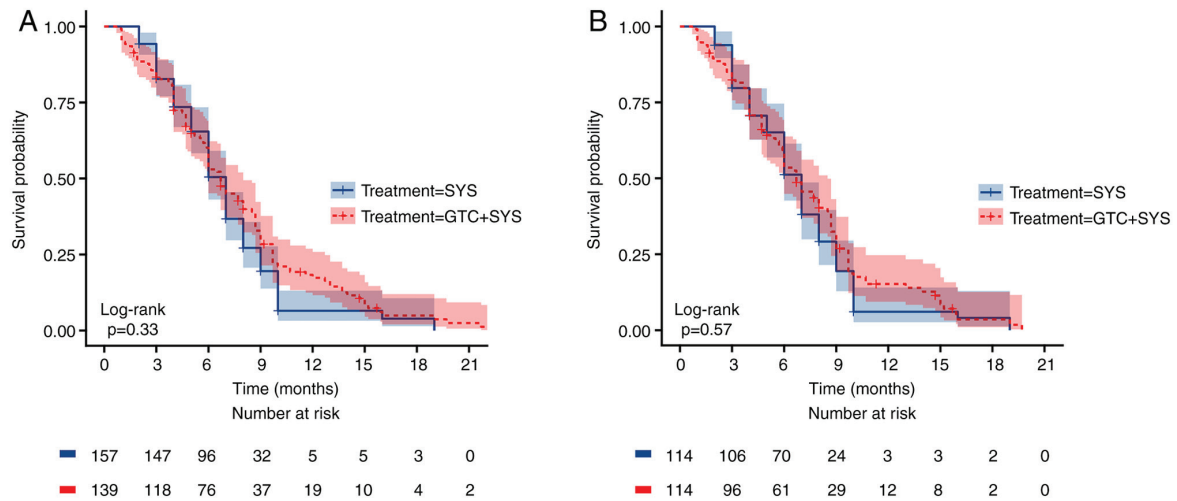 A
Survival probability
1.00
0.75
0.50
0.25
0.00
Treatment=SYS
Treatment=GTC+SYS
Log-rank
p=0.33
0 3 6 9 12 15 18 21
Time (months)
Number at risk
157 147 96 32 5 5 3 0
139 118 76 37 19 10 4 2
B
Survival probability
1.00
0.75
0.50
0.25
0.00
Treatment=SYS
Treatment=GTC+SYS
Log-rank
p=0.57
0 3 6 9 12 15 18 21
Time (months)
Number at risk
114 106 70 24 3 3 2 0
114 96 61 29 12 8 2 0